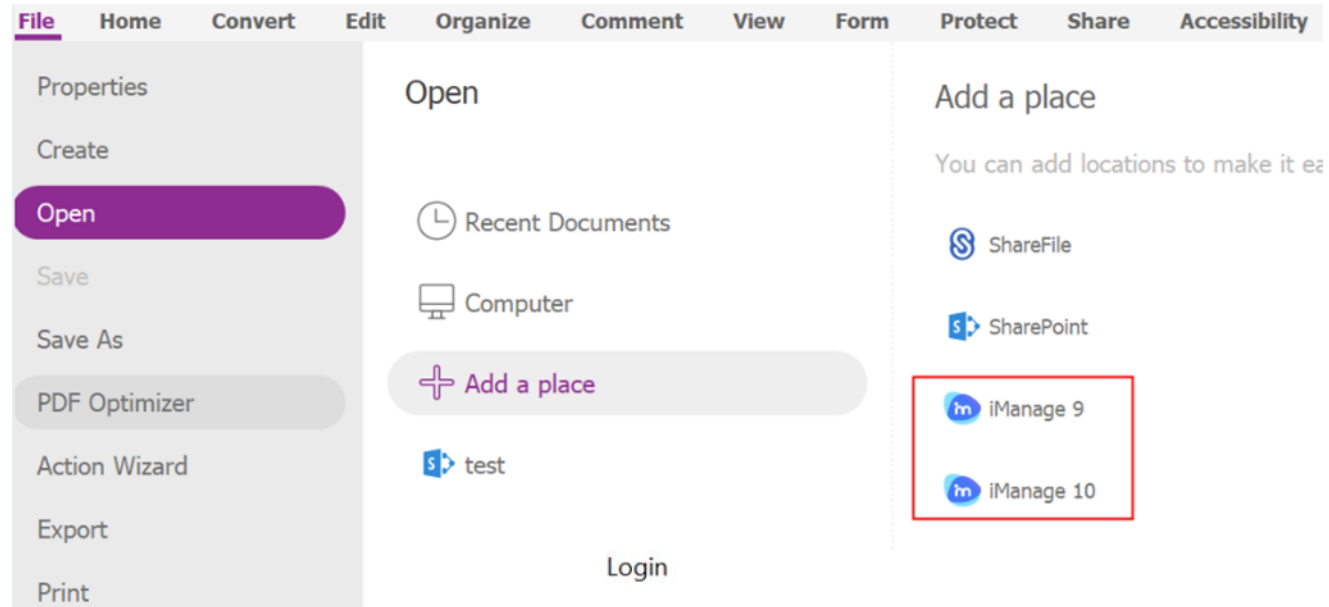 File Home Convert Edit Organize Comment View Form Protect Share Accessibility
Properties
Create
Open
Save
Save As
PDF Optimizer
Action Wizard
Export
Print
Open
Recent Documents
Computer
Add a place
test
Login
Add a place
You can add locations to make it ea
ShareFile
SharePoint
iManage 9
iManage 10